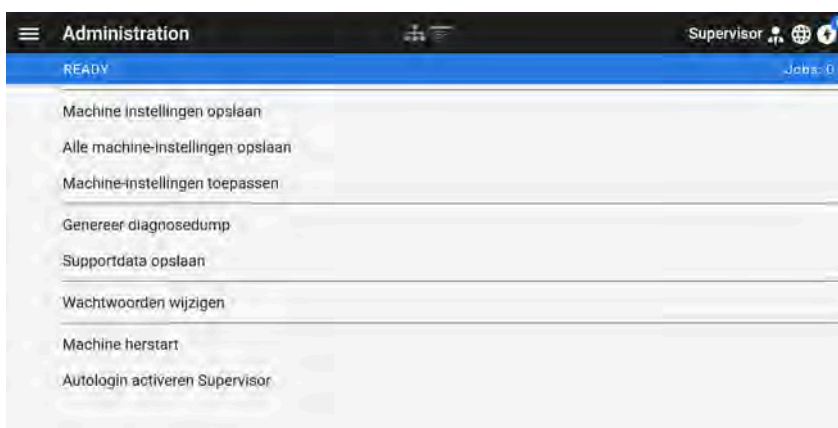 Administration
Supervisor
READY
Jobs: 0
Machine instellingen opslaan
Alle machine-instellingen opslaan
Machine-instellingen toepassen
Genereer diagnosedump
Supportdata opslaan
Wachtwoorden wijzigen
Machine herstart
Autologin activeren Supervisor